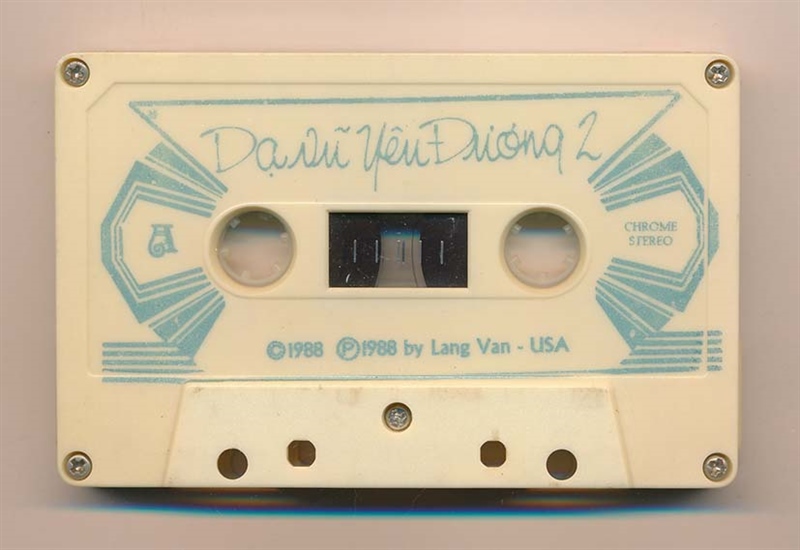 Dạ Vũ Yêu Đương 2
A
CHROME
STEREO
©1988 ℗1988 by Lang Van - USA